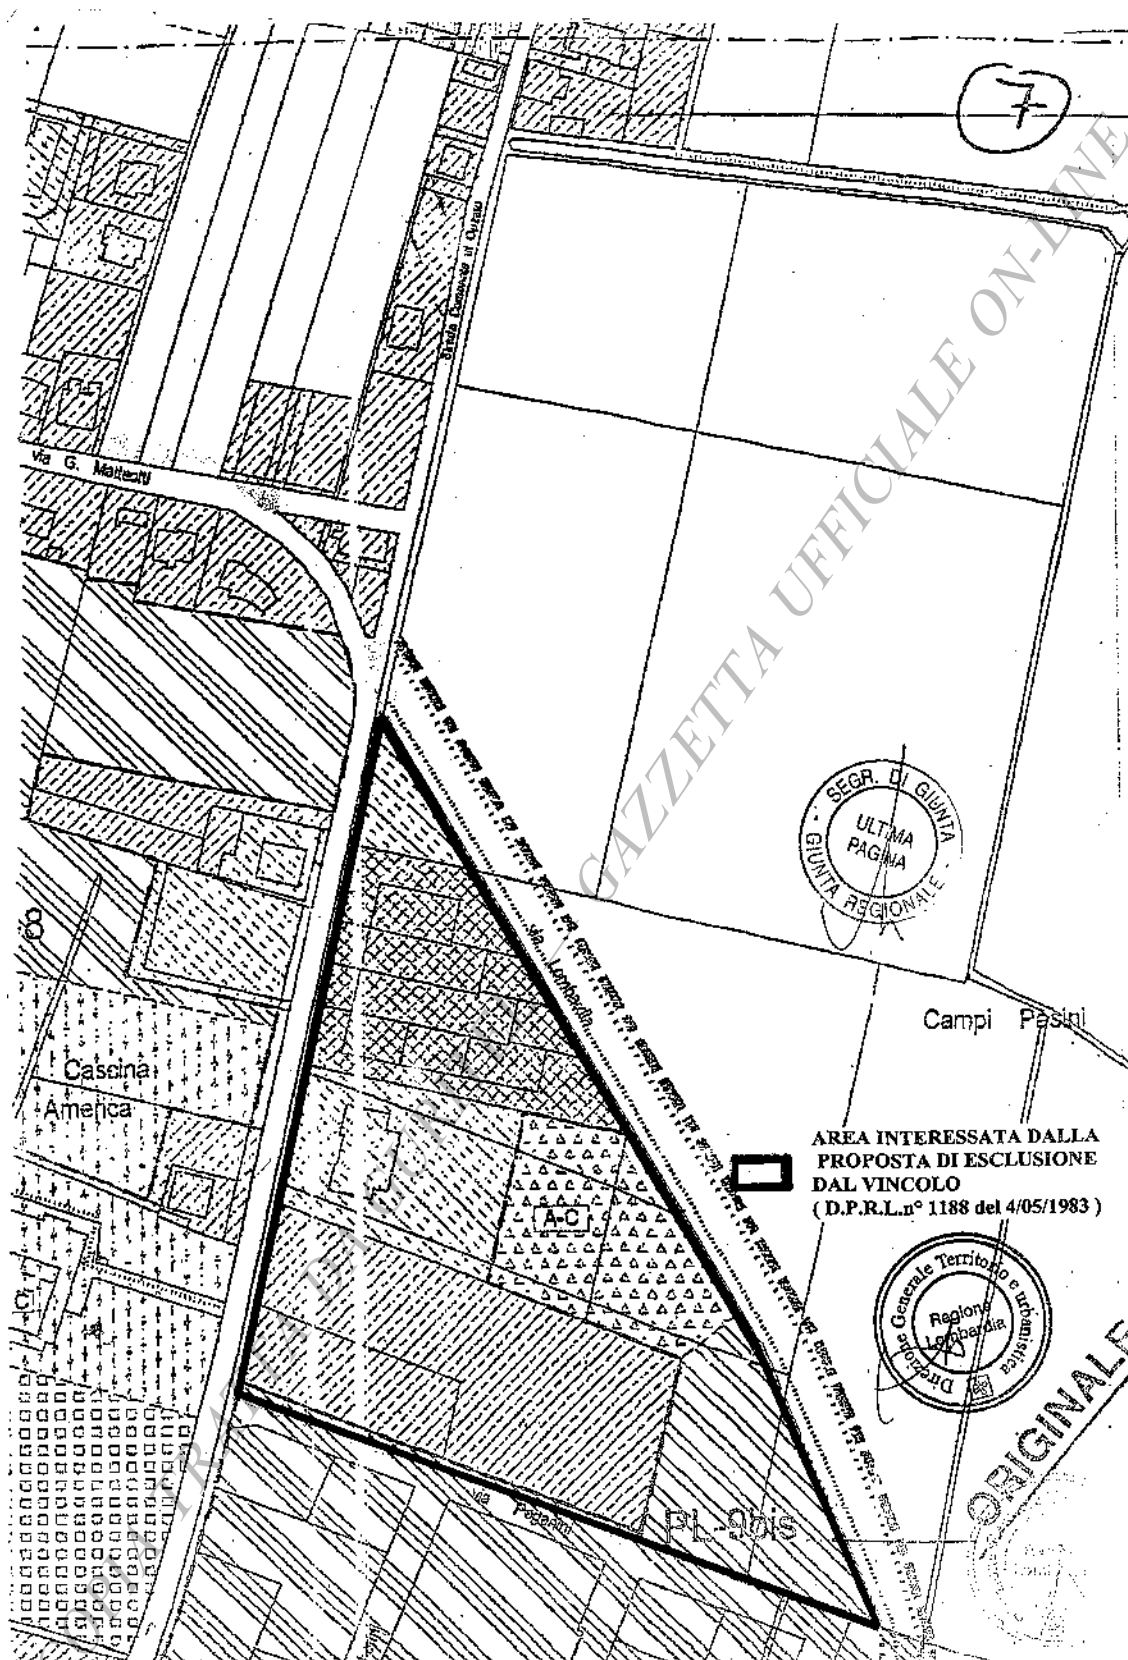 7
via G. Matteotti
8
Cascina
America
via Lombardia
A-C
via Paganini
PL-9bis
Campi Pasini
AREA INTERESSATA DALLA
PROPOSTA DI ESCLUSIONE
DAL VINCOLO
( D.P.R.L.n° 1188 del 4/05/1983 )
SEGR. DI GIUNTA
GIUNTA REGIONALE
ULTIMA
PAGINA
Direzione Generale Territorio e urbanistica
Regione
Lombardia
ORIGINALE
COPIA TRATTA DA GURITEL — GAZZETTA UFFICIALE ON-LINE